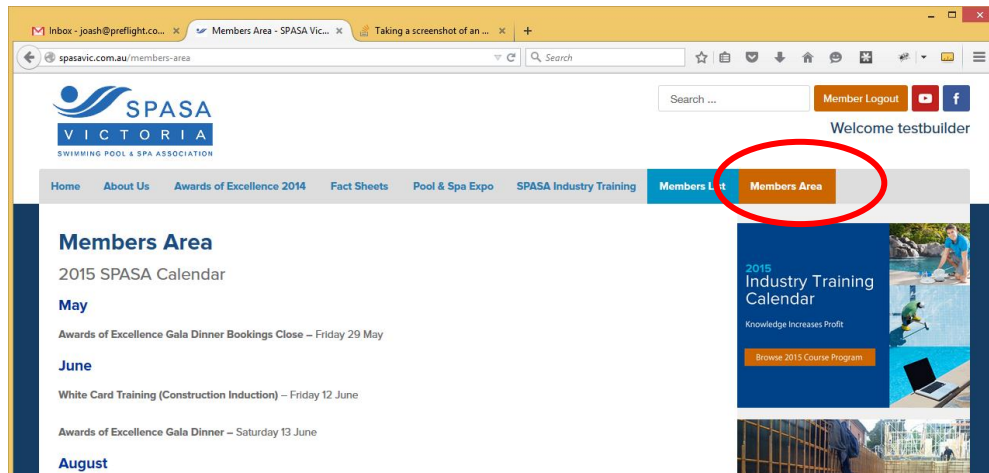 Inbox - joash@preflight.co...
Members Area - SPASA Vic...
Taking a screenshot of an ...
spasavic.com.au/members-area
Search
SPASA
VICTORIA
SWIMMING POOL & SPA ASSOCIATION
Search ...
Member Logout
Welcome testbuilder
Home About Us Awards of Excellence 2014 Fact Sheets Pool & Spa Expo SPASA Industry Training Members List Members Area
Members Area
2015 SPASA Calendar
May
Awards of Excellence Gala Dinner Bookings Close – Friday 29 May
June
White Card Training (Construction Induction) – Friday 12 June
Awards of Excellence Gala Dinner – Saturday 13 June
August
2015
Industry Training
Calendar
Knowledge Increases Profit
Browse 2015 Course Program